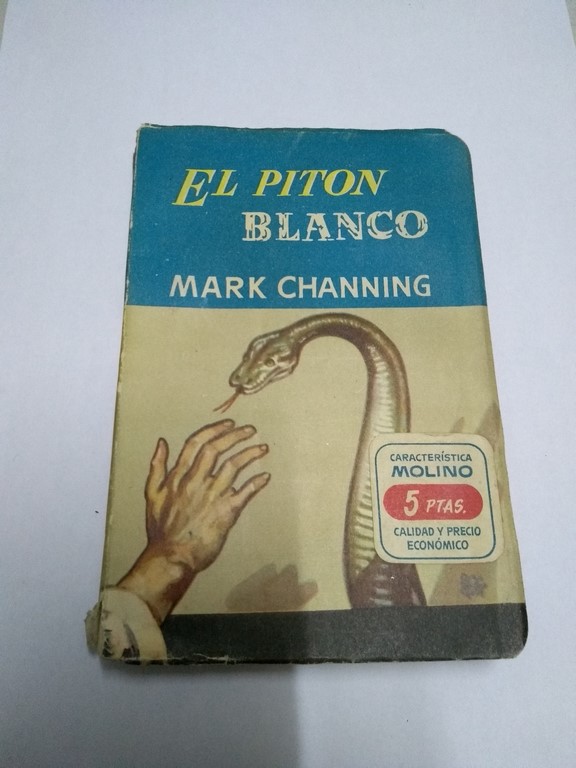 EL PITON
BLANCO
MARK CHANNING
CARACTERÍSTICA
MOLINO
5 PTAS.
CALIDAD Y PRECIO
ECONÓMICO